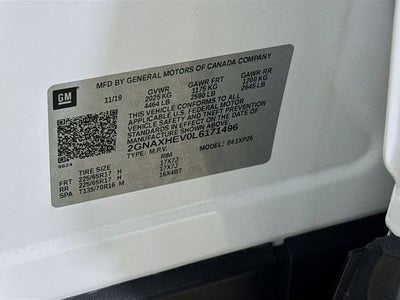 MFD BY GENERAL MOTORS OF CANADA COMPANY
GM
11/19
GVWR
2025 KG
4464 LB
GAWR FRT
1175 KG
2590 LB
GAWR RR
1200 KG
2645 LB
THIS VEHICLE CONFORMS TO ALL
APPLICABLE U.S. FEDERAL MOTOR
VEHICLE SAFETY AND THEFT PREVENTION
STANDARDS IN EFFECT ON THE DATE OF
MANUFACTURE SHOWN ABOVE.
2GNAXHEV0L6171496
TYPE: M.P.V. MODEL: 061XP26
TIRE SIZE RIM
FRT 225/65R17 H 17X7J
RR 225/65R17 H 17X7J
SPA T135/70R16 M 16X4BT